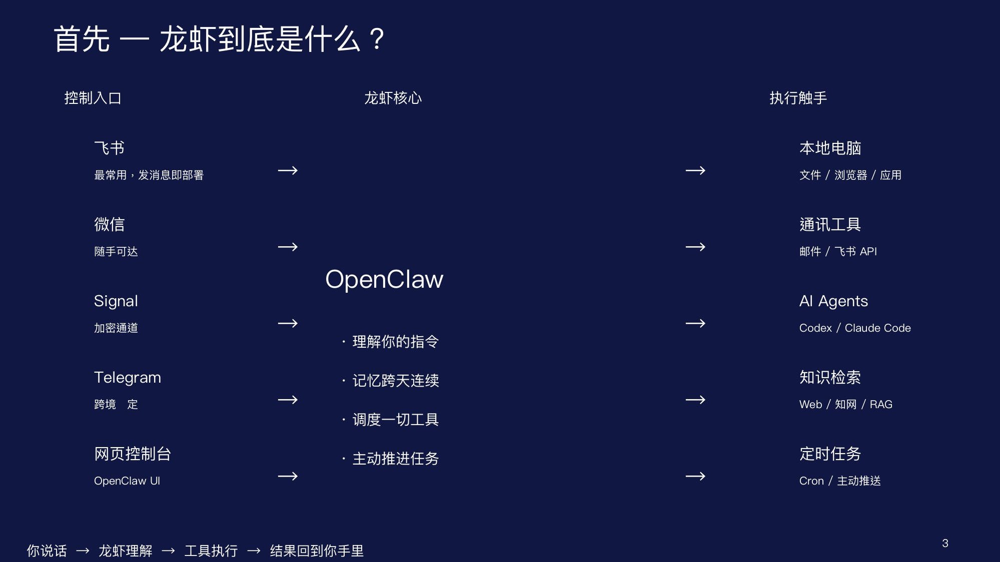 首先 — 龙虾到底是什么？
控制入口
龙虾核心
执行触手
飞书
最常用，发消息即部署
→
→
本地电脑
文件 / 浏览器 / 应用
微信
随手可达
→
→
通讯工具
邮件 / 飞书 API
OpenClaw
Signal
加密通道
→
→
AI Agents
Codex / Claude Code
· 理解你的指令
· 记忆跨天连续
· 调度一切工具
· 主动推进任务
Telegram
跨境 定
→
→
知识检索
Web / 知网 / RAG
网页控制台
OpenClaw UI
→
→
定时任务
Cron / 主动推送
你说话 → 龙虾理解 → 工具执行 → 结果回到你手里
3